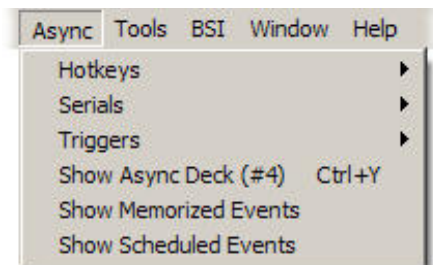 Async Tools BSI Window Help
Hotkeys
Serials
Triggers
Show Async Deck (#4) Ctrl+Y
Show Memorized Events
Show Scheduled Events